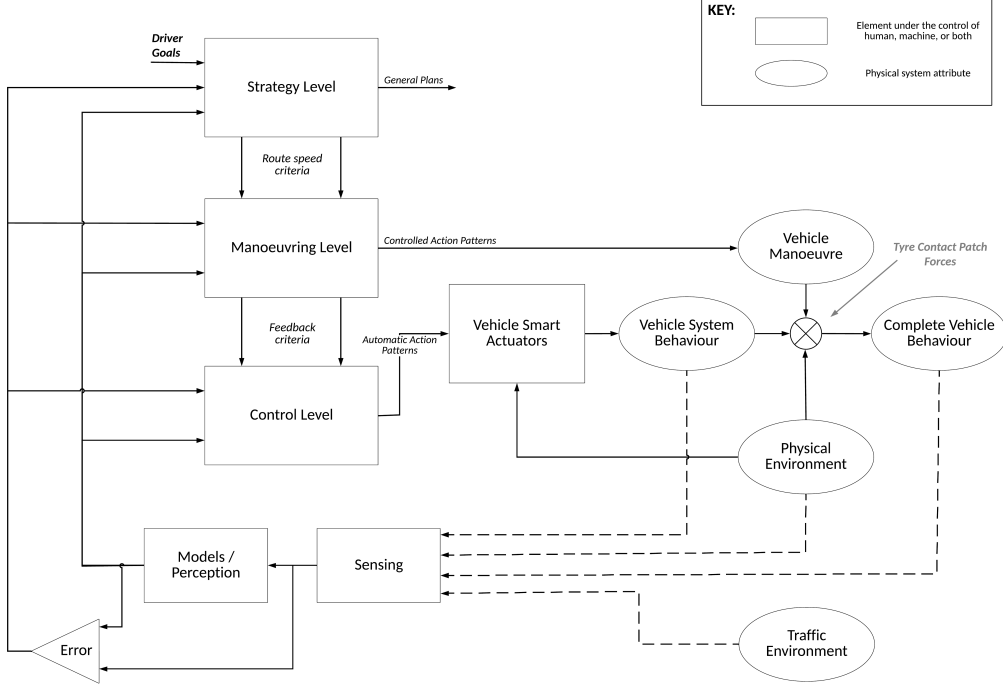 KEY:
Element under the control of
human, machine, or both
Physical system attribute
Driver
Goals
Strategy Level
General Plans
Route speed
criteria
Manoeuvring Level
Controlled Action Patterns
Vehicle
Manoeuvre
Tyre Contact Patch
Forces
Feedback
criteria
Automatic Action
Patterns
Vehicle Smart
Actuators
Vehicle System
Behaviour
Complete Vehicle
Behaviour
Control Level
Physical
Environment
Models /
Perception
Sensing
Error
Traffic
Environment